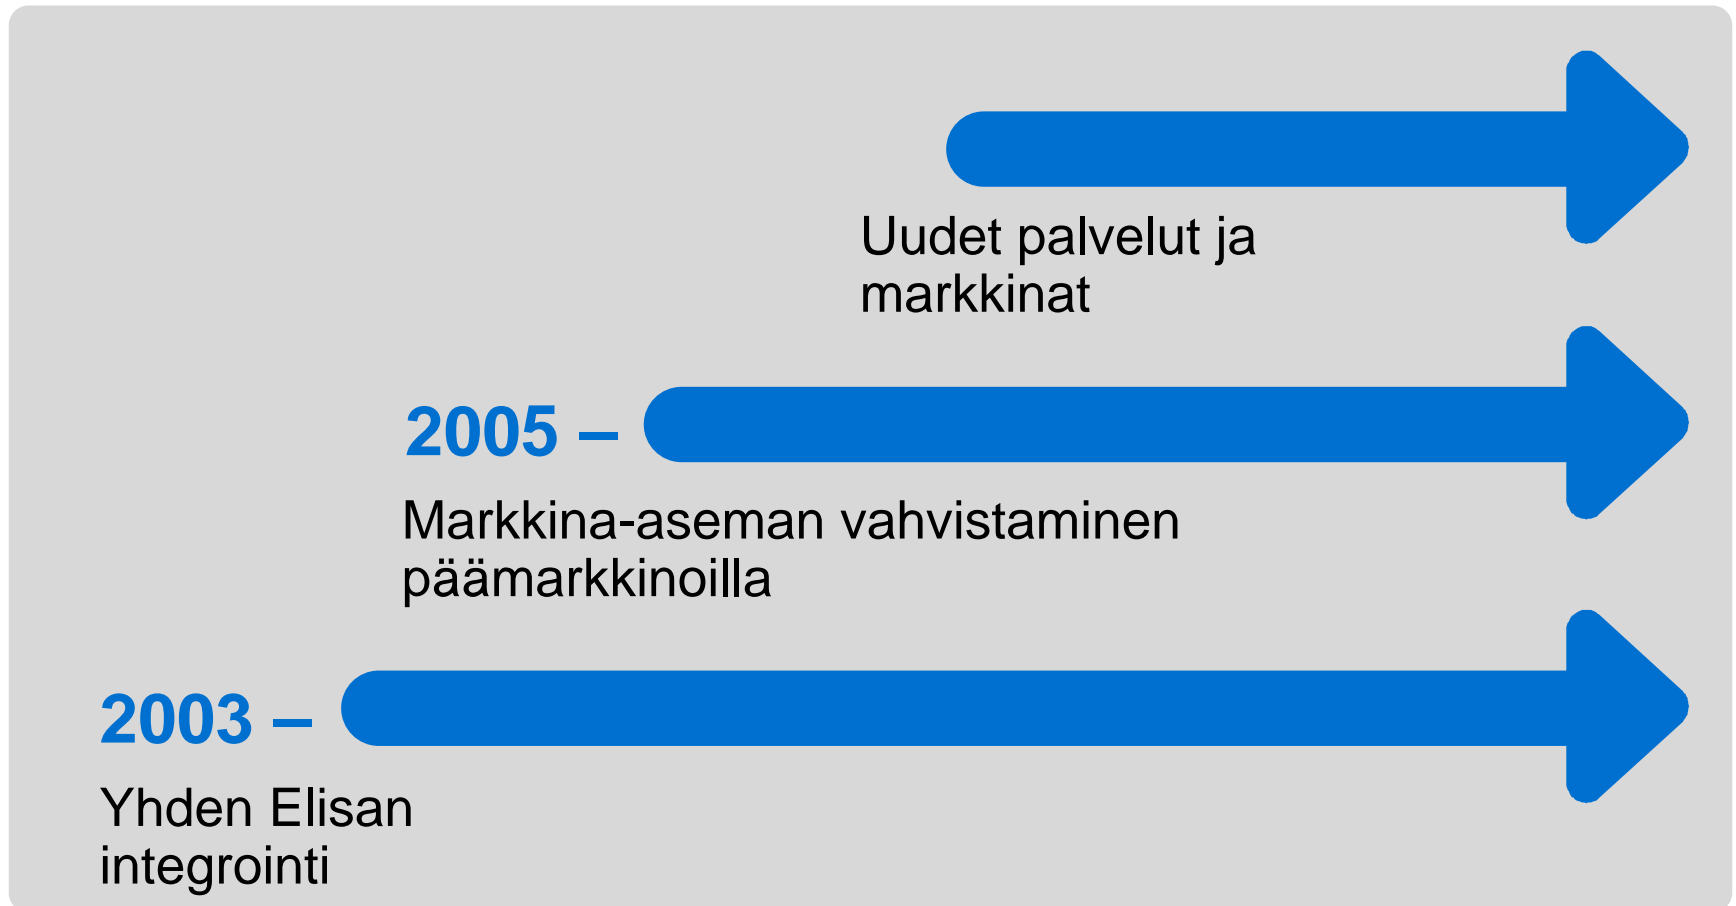 Uudet palvelut ja
markkinat
2005 –
Markkina-aseman vahvistaminen
päämarkkinoilla
2003 –
Yhden Elisan
integrointi